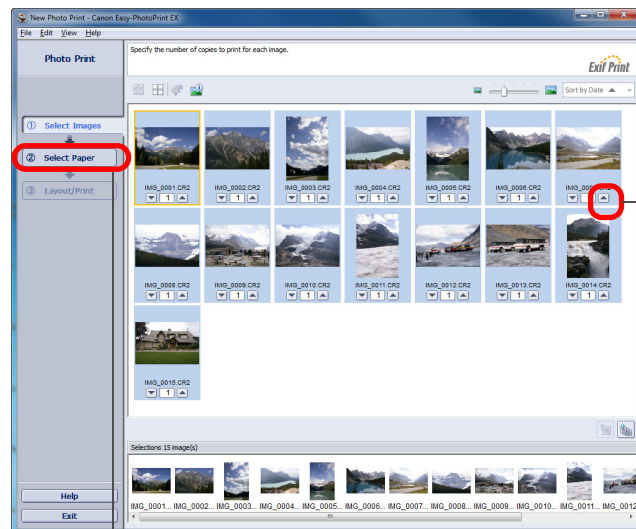 New Photo Print - Canon Easy-PhotoPrint EX
File Edit View Help
Photo Print
Specify the number of copies to print for each image.
Exif Print
Sort by Date
① Select Images
② Select Paper
③ Layout/Print
IMG_0001.CR2 IMG_0002.CR2 IMG_0003.CR2 IMG_0004.CR2 IMG_0005.CR2 IMG_0006.CR2
1 1 1 1 1 1 1
IMG_0008.CR2 IMG_0009.CR2 IMG_0010.CR2 IMG_0011.CR2 IMG_0012.CR2 IMG_0013.CR2 IMG_0014.CR2
1 1 1 1 1 1 1
IMG_0015.CR2
1
Selections 15 image(s)
IMG_0001... IMG_0002... IMG_0003... IMG_0004... IMG_0005... IMG_0006... IMG_0007... IMG_0008... IMG_0009... IMG_0010... IMG_0011... IMG_0012
Help
Exit